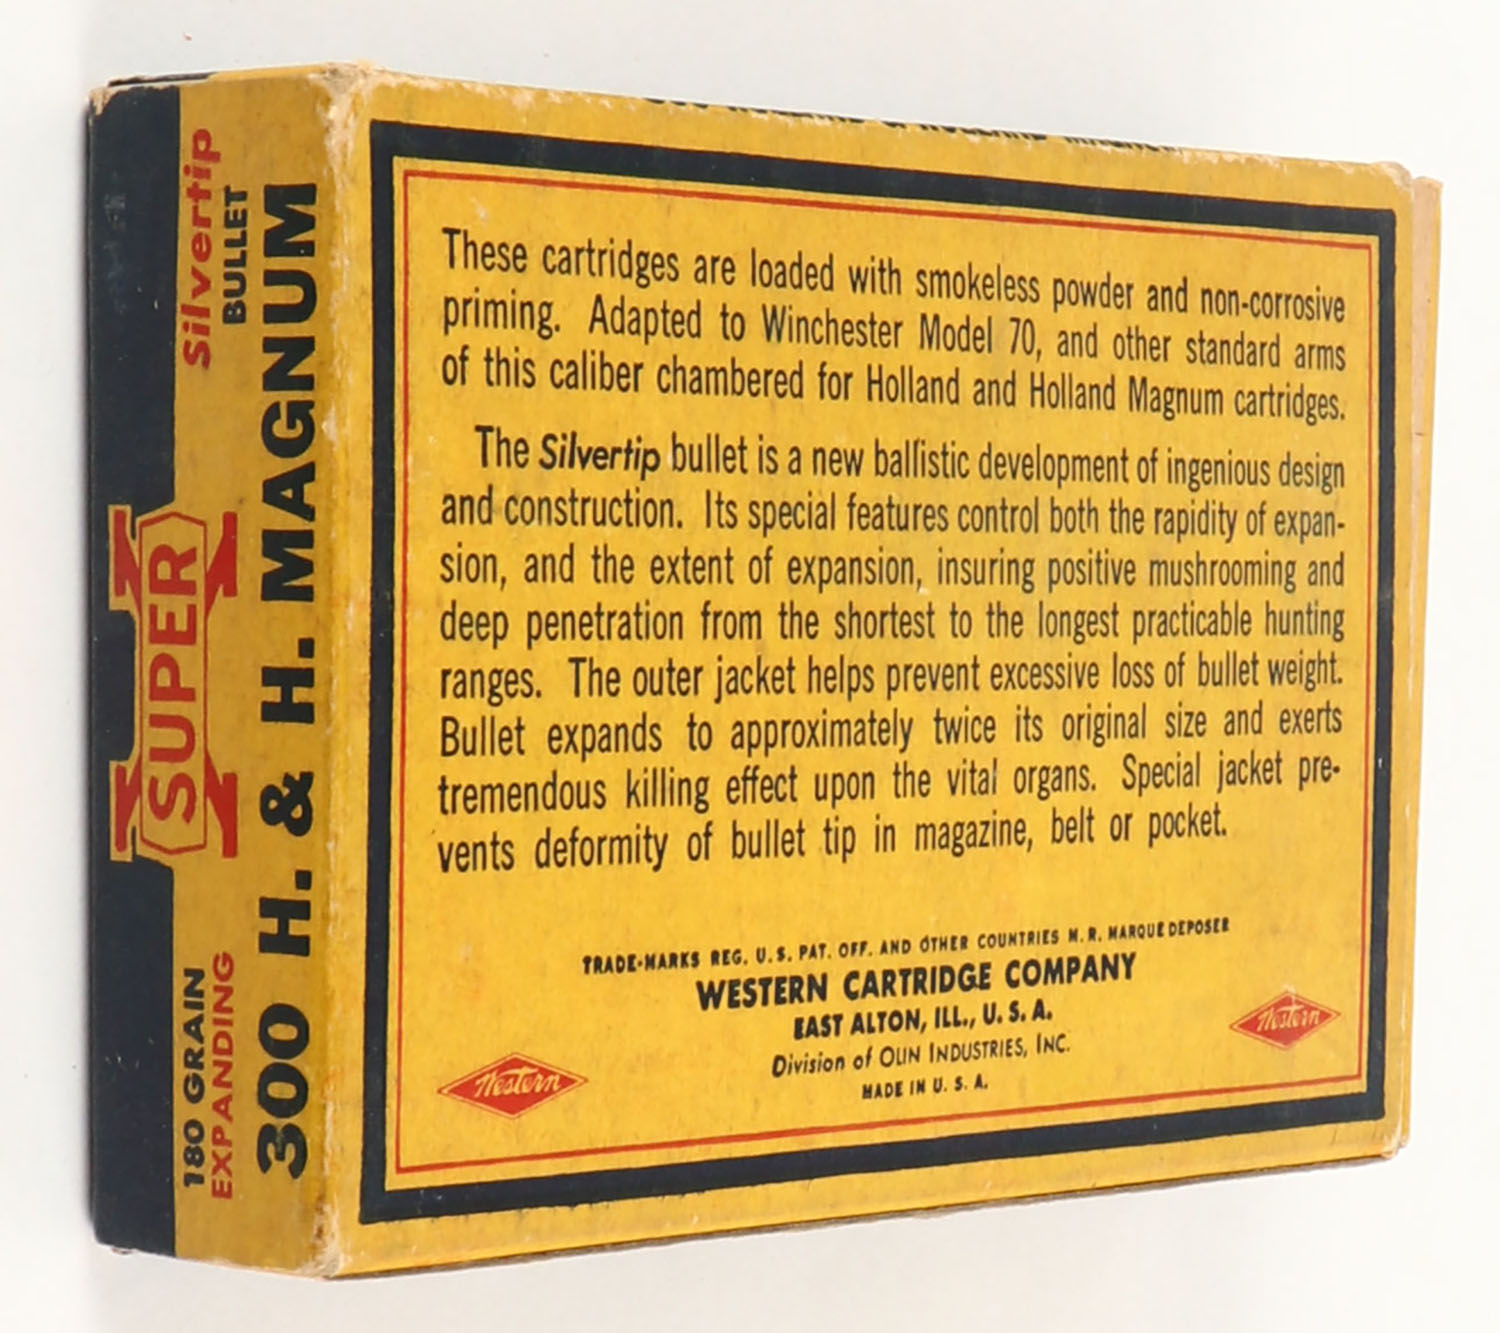 Silvertip
BULLET
SUPER
X
180 GRAIN
EXPANDING
300 H. & H. MAGNUM
These cartridges are loaded with smokeless powder and non-corrosive
priming. Adapted to Winchester Model 70, and other standard arms
of this caliber chambered for Holland and Holland Magnum cartridges.
The Silvertip bullet is a new ballistic development of ingenious design
and construction. Its special features control both the rapidity of expan-
sion, and the extent of expansion, insuring positive mushrooming and
deep penetration from the shortest to the longest practicable hunting
ranges. The outer jacket helps prevent excessive loss of bullet weight.
Bullet expands to approximately twice its original size and exerts
tremendous killing effect upon the vital organs. Special jacket pre-
vents deformity of bullet tip in magazine, belt or pocket.
TRADE-MARKS REG. U.S. PAT. OFF. AND OTHER COUNTRIES M. R. MARQUE DEPOSER
WESTERN CARTRIDGE COMPANY
EAST ALTON, ILL., U. S. A.
Division of OLIN INDUSTRIES, INC.
MADE IN U. S. A.
Western
Western